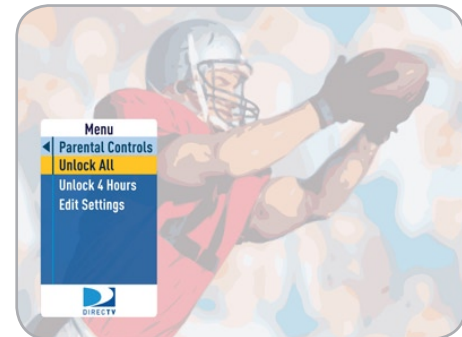 Menu
Parental Controls
Unlock All
Unlock 4 Hours
Edit Settings
DIRECTV